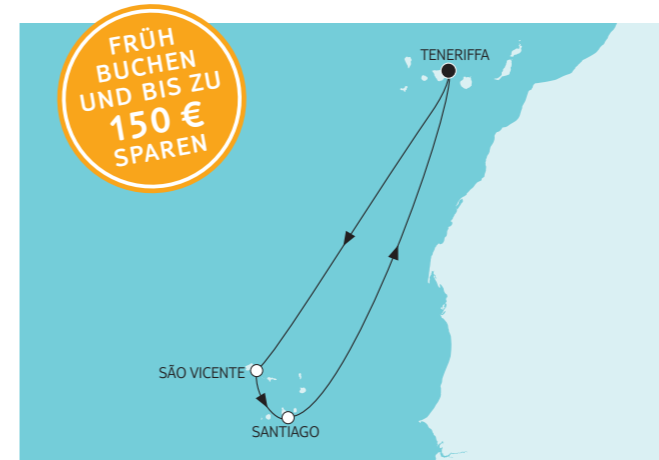 FRÜH
BUCHEN
UND BIS ZU
150 €
SPAREN
TENERIFFA
SÃO VICENTE
SANTIAGO